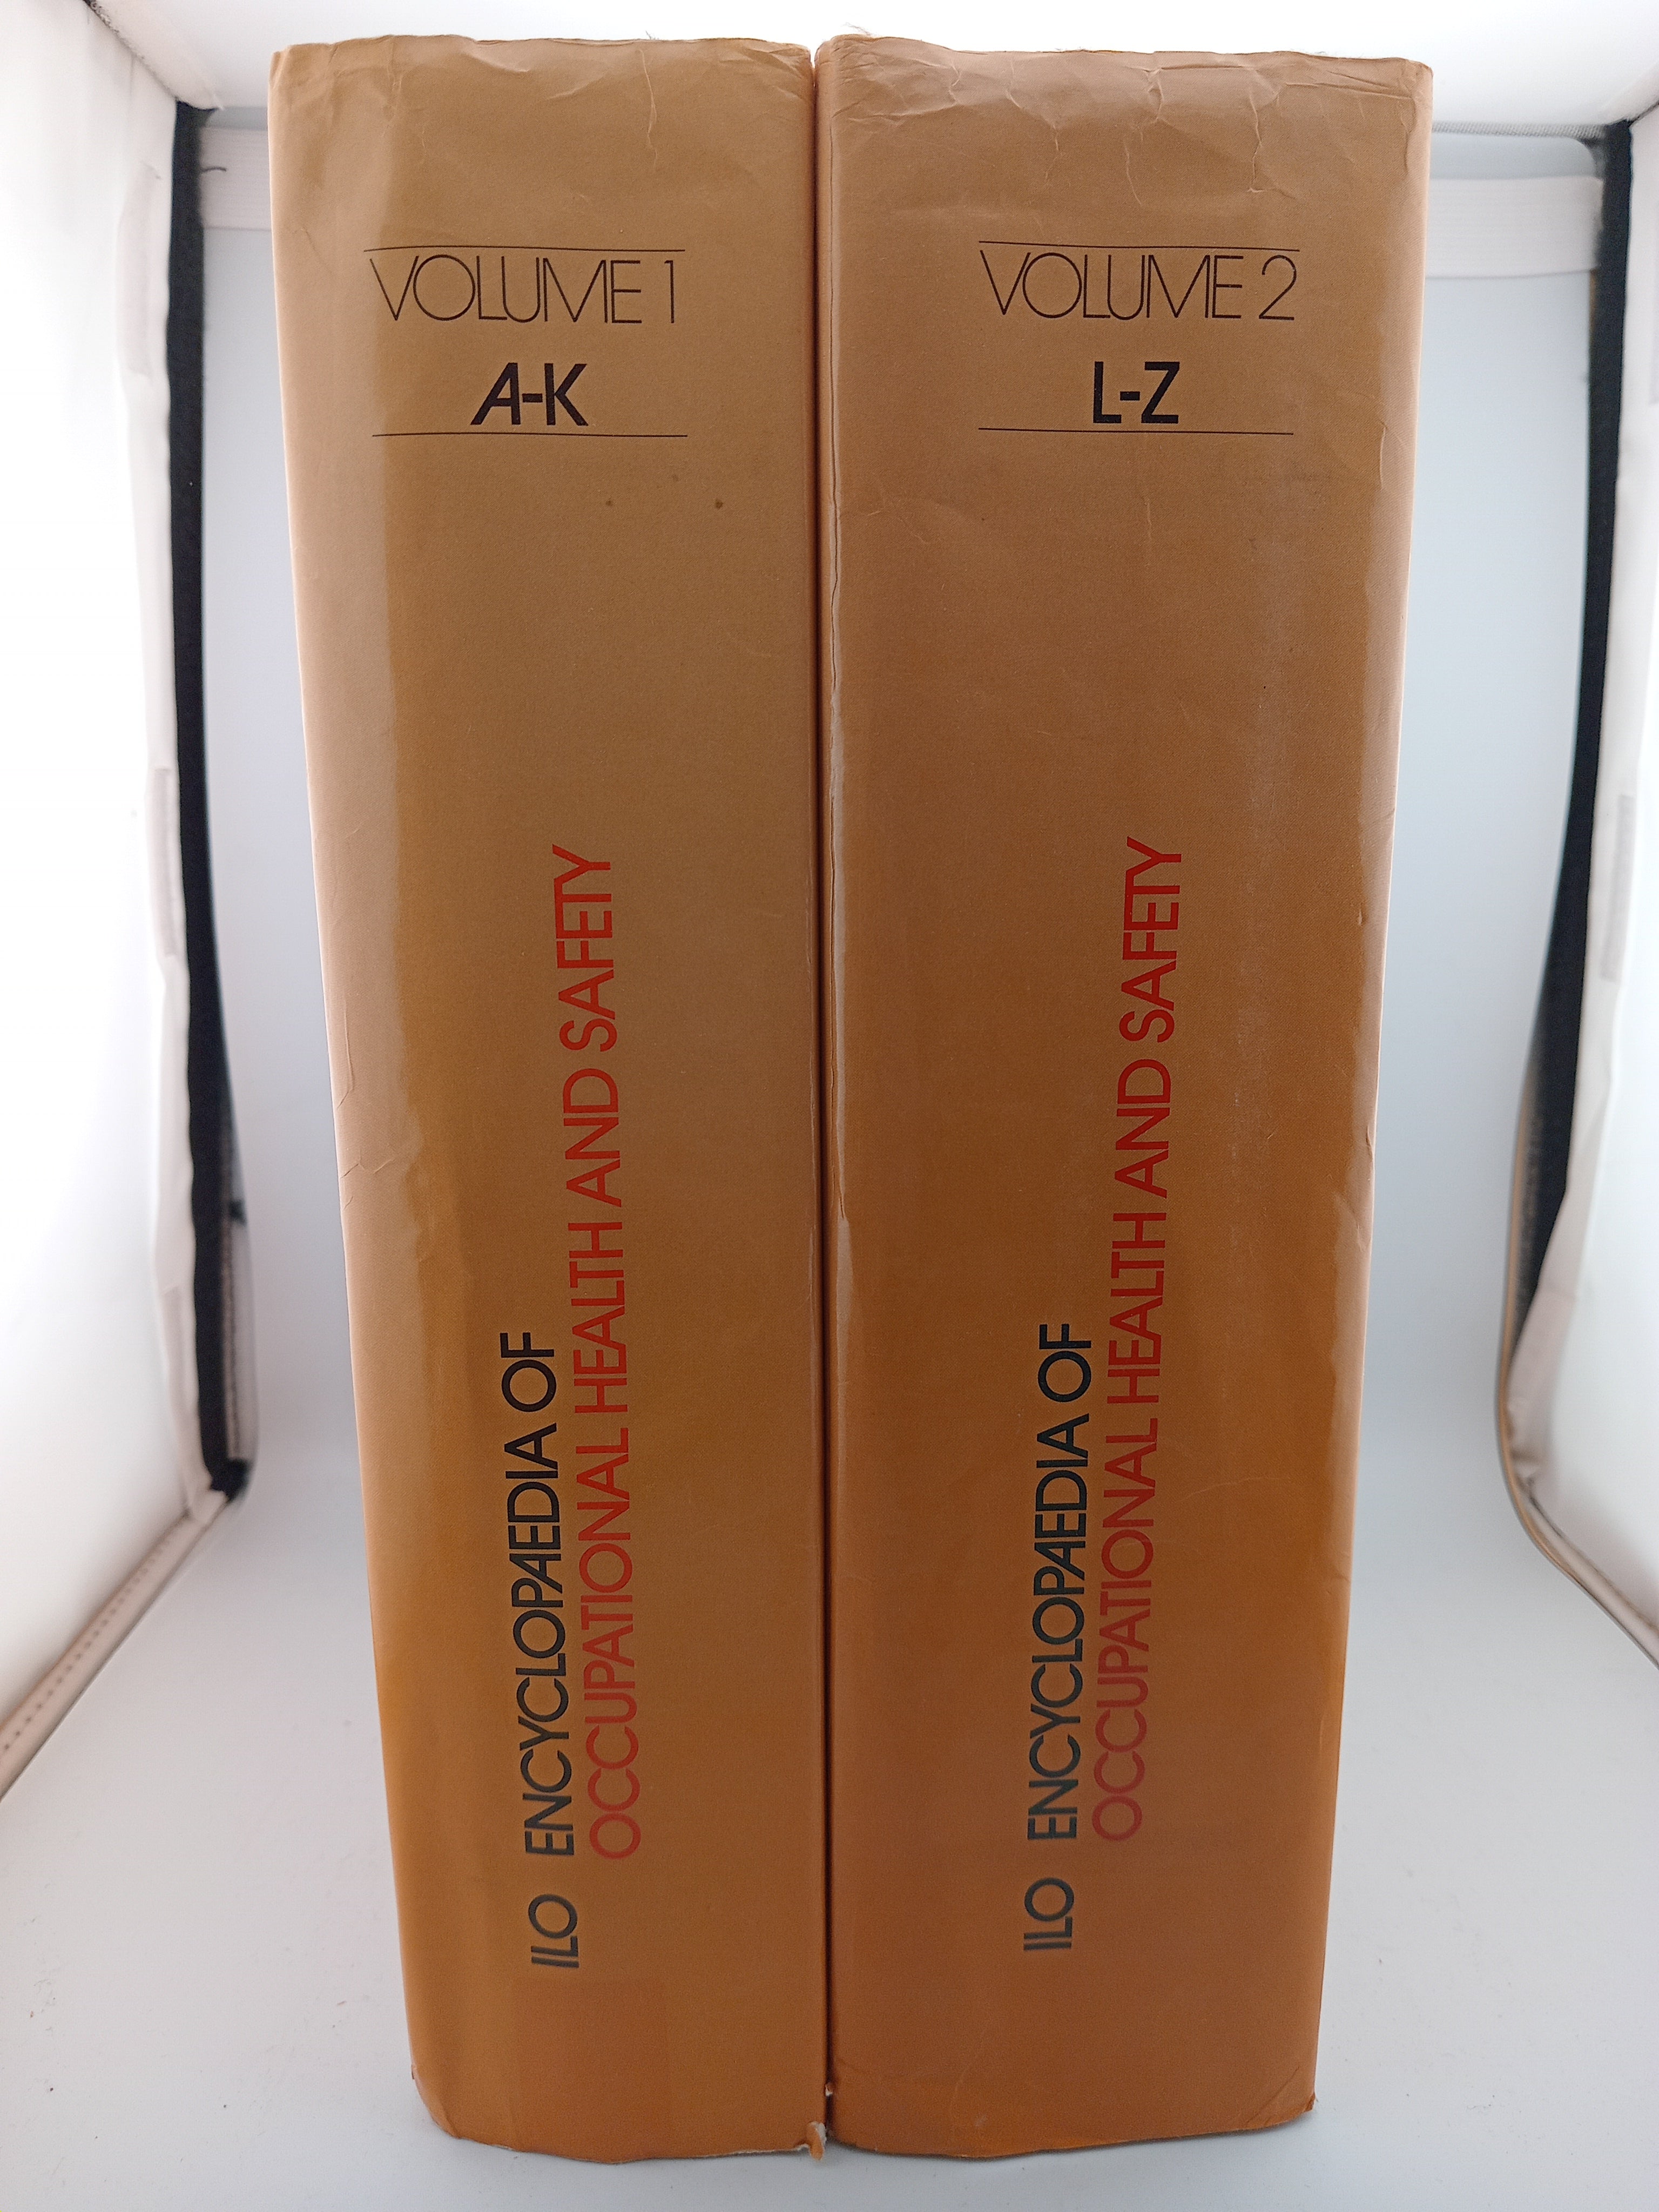 VOLUME 1
A-K
ILO ENCYCLOPAEDIA OF
OCCUPATIONAL HEALTH AND SAFETY
VOLUME 2
L-Z
ILO ENCYCLOPAEDIA OF
OCCUPATIONAL HEALTH AND SAFETY